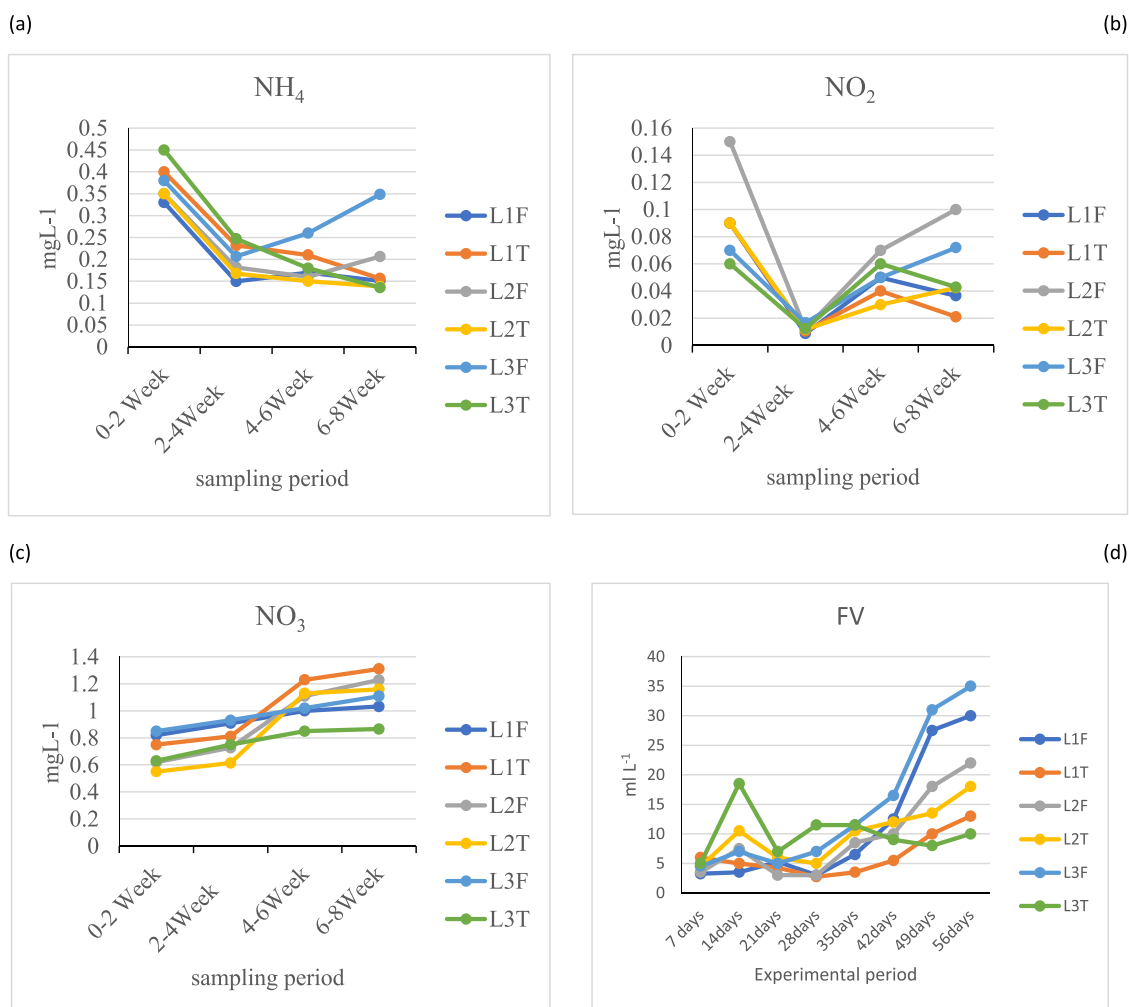 (a)
(b)
NH4
0.5
0.45
0.4
0.35
0.3
0.25
0.2
0.15
0.1
0.05
0
mgL-1
0-2 Week
2-4Week
4-6Week
6-8Week
sampling period
L1F
L1T
L2F
L2T
L3F
L3T
NO2
0.16
0.14
0.12
0.1
0.08
0.06
0.04
0.02
0
mgL-1
0-2 Week
2-4Week
4-6Week
6-8Week
sampling period
L1F
L1T
L2F
L2T
L3F
L3T
(c)
(d)
NO3
1.4
1.2
1
0.8
0.6
0.4
0.2
0
mgL-1
0-2 Week
2-4Week
4-6Week
6-8Week
sampling period
L1F
L1T
L2F
L2T
L3F
L3T
FV
40
35
30
25
20
15
10
5
0
ml L-1
7 days
14days
21days
28days
35days
42days
49days
56days
Experimental period
L1F
L1T
L2F
L2T
L3F
L3T